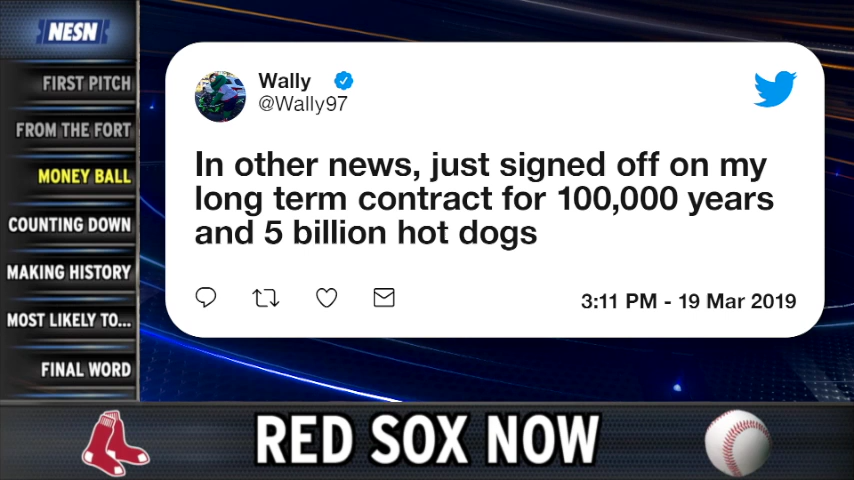 NESN
FIRST PITCH
FROM THE FORT
MONEY BALL
COUNTING DOWN
MAKING HISTORY
MOST LIKELY TO...
FINAL WORD
Wally
@Wally97
In other news, just signed off on my
long term contract for 100,000 years
and 5 billion hot dogs
3:11 PM - 19 Mar 2019
RED SOX NOW